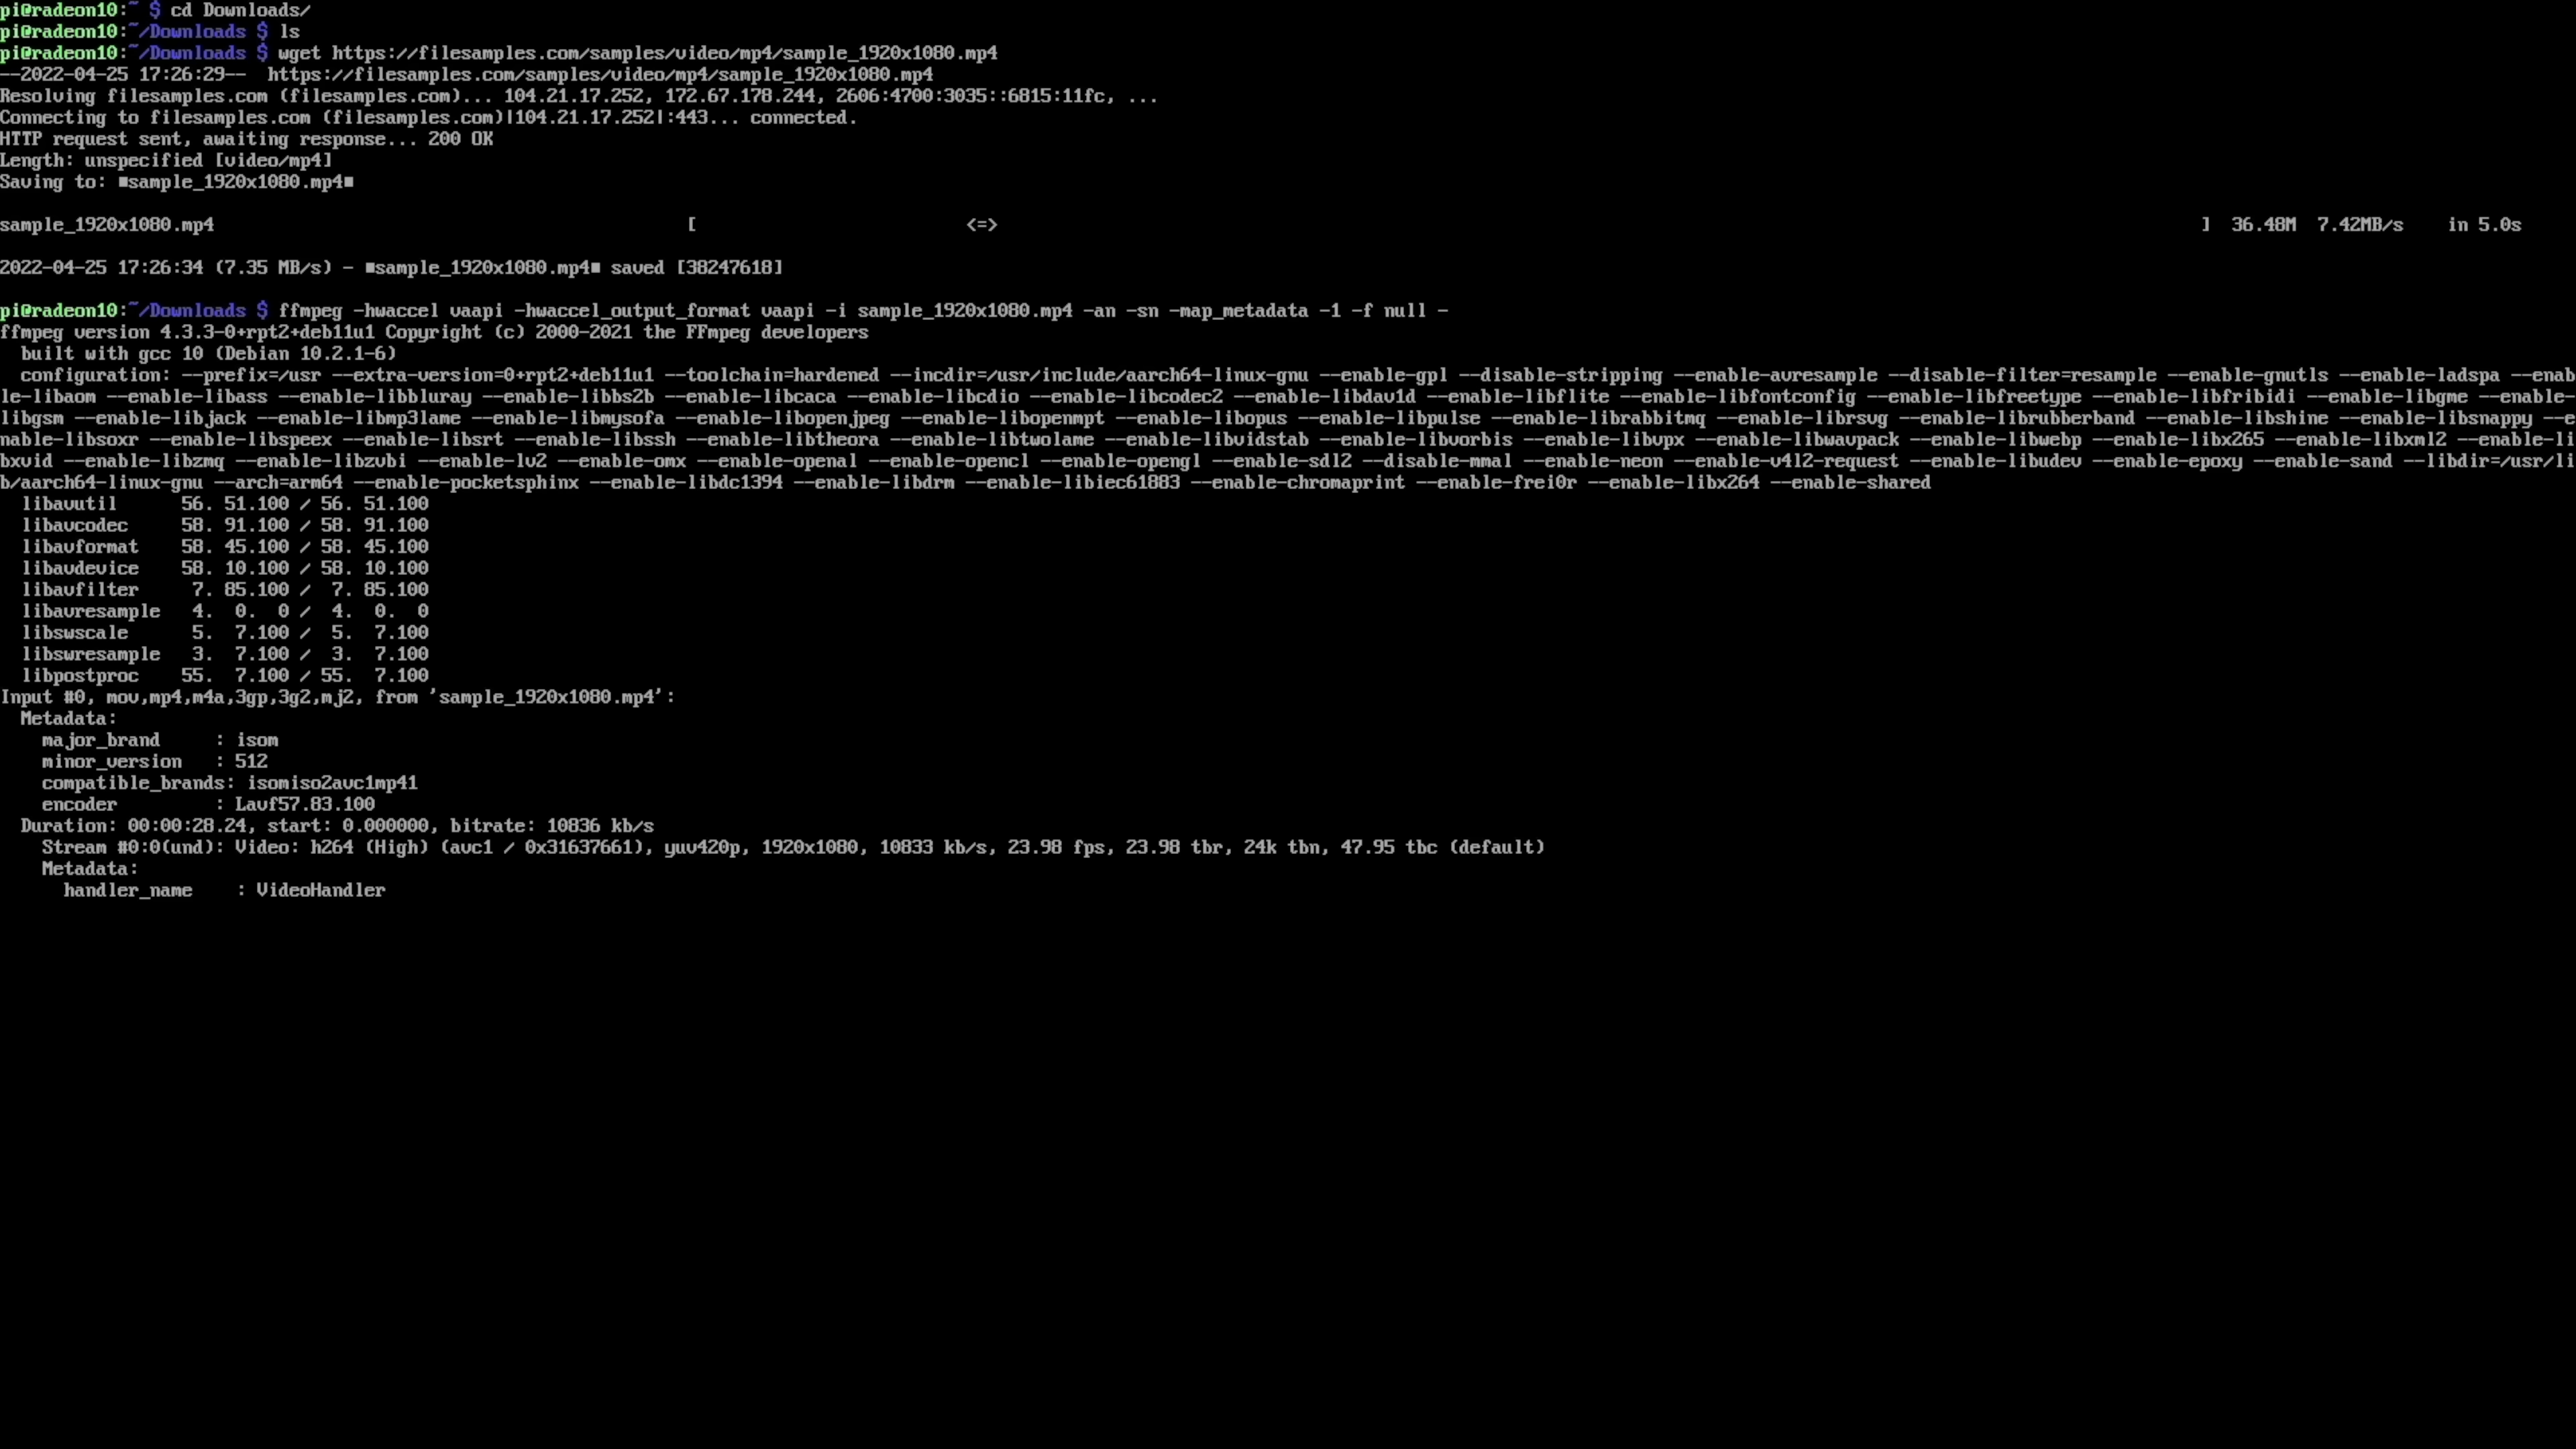 pi@radeon10:~ $ cd Downloads/
pi@radeon10:~/Downloads $ ls
pi@radeon10:~/Downloads $ wget https://filesamples.com/samples/video/mp4/sample_1920x1080.mp4
--2022-04-25 17:26:29--  https://filesamples.com/samples/video/mp4/sample_1920x1080.mp4
Resolving filesamples.com (filesamples.com)... 104.21.17.252, 172.67.178.244, 2606:4700:3035::6815:11fc, ...
Connecting to filesamples.com (filesamples.com)|104.21.17.252|:443... connected.
HTTP request sent, awaiting response... 200 OK
Length: unspecified [video/mp4]
Saving to: ■sample_1920x1080.mp4■
sample_1920x1080.mp4 [ <=> ] 36.48M 7.42MB/s in 5.0s
2022-04-25 17:26:34 (7.35 MB/s) - ■sample_1920x1080.mp4■ saved [38247618]
pi@radeon10:~/Downloads $ ffmpeg -hwaccel vaapi -hwaccel_output_format vaapi -i sample_1920x1080.mp4 -an -sn -map_metadata -1 -f null -
ffmpeg version 4.3.3-0+rpt2+deb11u1 Copyright (c) 2000-2021 the FFmpeg developers
  built with gcc 10 (Debian 10.2.1-6)
  configuration: --prefix=/usr --extra-version=0+rpt2+deb11u1 --toolchain=hardened --incdir=/usr/include/aarch64-linux-gnu --enable-gpl --disable-stripping --enable-avresample --disable-filter=resample --enable-gnutls --enable-ladspa --enab
le-libaom --enable-libass --enable-libbluray --enable-libbs2b --enable-libcaca --enable-libcdio --enable-libcodec2 --enable-libdav1d --enable-libflite --enable-libfontconfig --enable-libfreetype --enable-libfribidi --enable-libgme --enable-
libgsm --enable-libjack --enable-libmp3lame --enable-libmysofa --enable-libopenjpeg --enable-libopenmpt --enable-libopus --enable-libpulse --enable-librabbitmq --enable-librsvg --enable-librubberband --enable-libshine --enable-libsnappy --e
nable-libsoxr --enable-libspeex --enable-libsrt --enable-libssh --enable-libtheora --enable-libtwolame --enable-libvidstab --enable-libvorbis --enable-libvpx --enable-libwavpack --enable-libwebp --enable-libx265 --enable-libxml2 --enable-li
bxvid --enable-libzmq --enable-libzvbi --enable-lv2 --enable-omx --enable-openal --enable-opencl --enable-opengl --enable-sdl2 --disable-mmal --enable-neon --enable-v4l2-request --enable-libudev --enable-epoxy --enable-sand --libdir=/usr/li
b/aarch64-linux-gnu --arch=arm64 --enable-pocketsphinx --enable-libdc1394 --enable-libdrm --enable-libiec61883 --enable-chromaprint --enable-frei0r --enable-libx264 --enable-shared
  libavutil      56. 51.100 / 56. 51.100
  libavcodec     58. 91.100 / 58. 91.100
  libavformat    58. 45.100 / 58. 45.100
  libavdevice    58. 10.100 / 58. 10.100
  libavfilter     7. 85.100 /  7. 85.100
  libavresample   4.  0.  0 /  4.  0.  0
  libswscale      5.  7.100 /  5.  7.100
  libswresample   3.  7.100 /  3.  7.100
  libpostproc    55.  7.100 / 55.  7.100
Input #0, mov,mp4,m4a,3gp,3g2,mj2, from 'sample_1920x1080.mp4':
  Metadata:
    major_brand     : isom
    minor_version   : 512
    compatible_brands: isomiso2avc1mp41
    encoder         : Lavf57.83.100
  Duration: 00:00:28.24, start: 0.000000, bitrate: 10836 kb/s
    Stream #0:0(und): Video: h264 (High) (avc1 / 0x31637661), yuv420p, 1920x1080, 10833 kb/s, 23.98 fps, 23.98 tbr, 24k tbn, 47.95 tbc (default)
    Metadata:
      handler_name    : VideoHandler